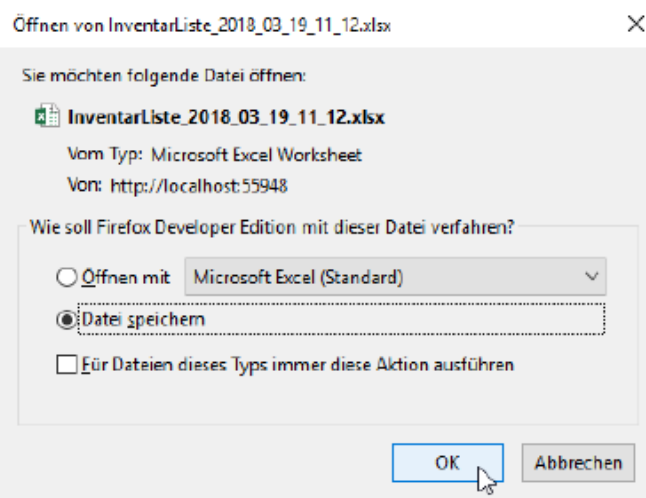 Öffnen von InventarListe_2018_03_19_11_12.xlsx
Sie möchten folgende Datei öffnen:
InventarListe_2018_03_19_11_12.xlsx
Vom Typ: Microsoft Excel Worksheet
Von: http://localhost:55948
Wie soll Firefox Developer Edition mit dieser Datei verfahren?
Öffnen mit Microsoft Excel (Standard)
Datei speichern
Für Dateien dieses Typs immer diese Aktion ausführen
OK Abbrechen